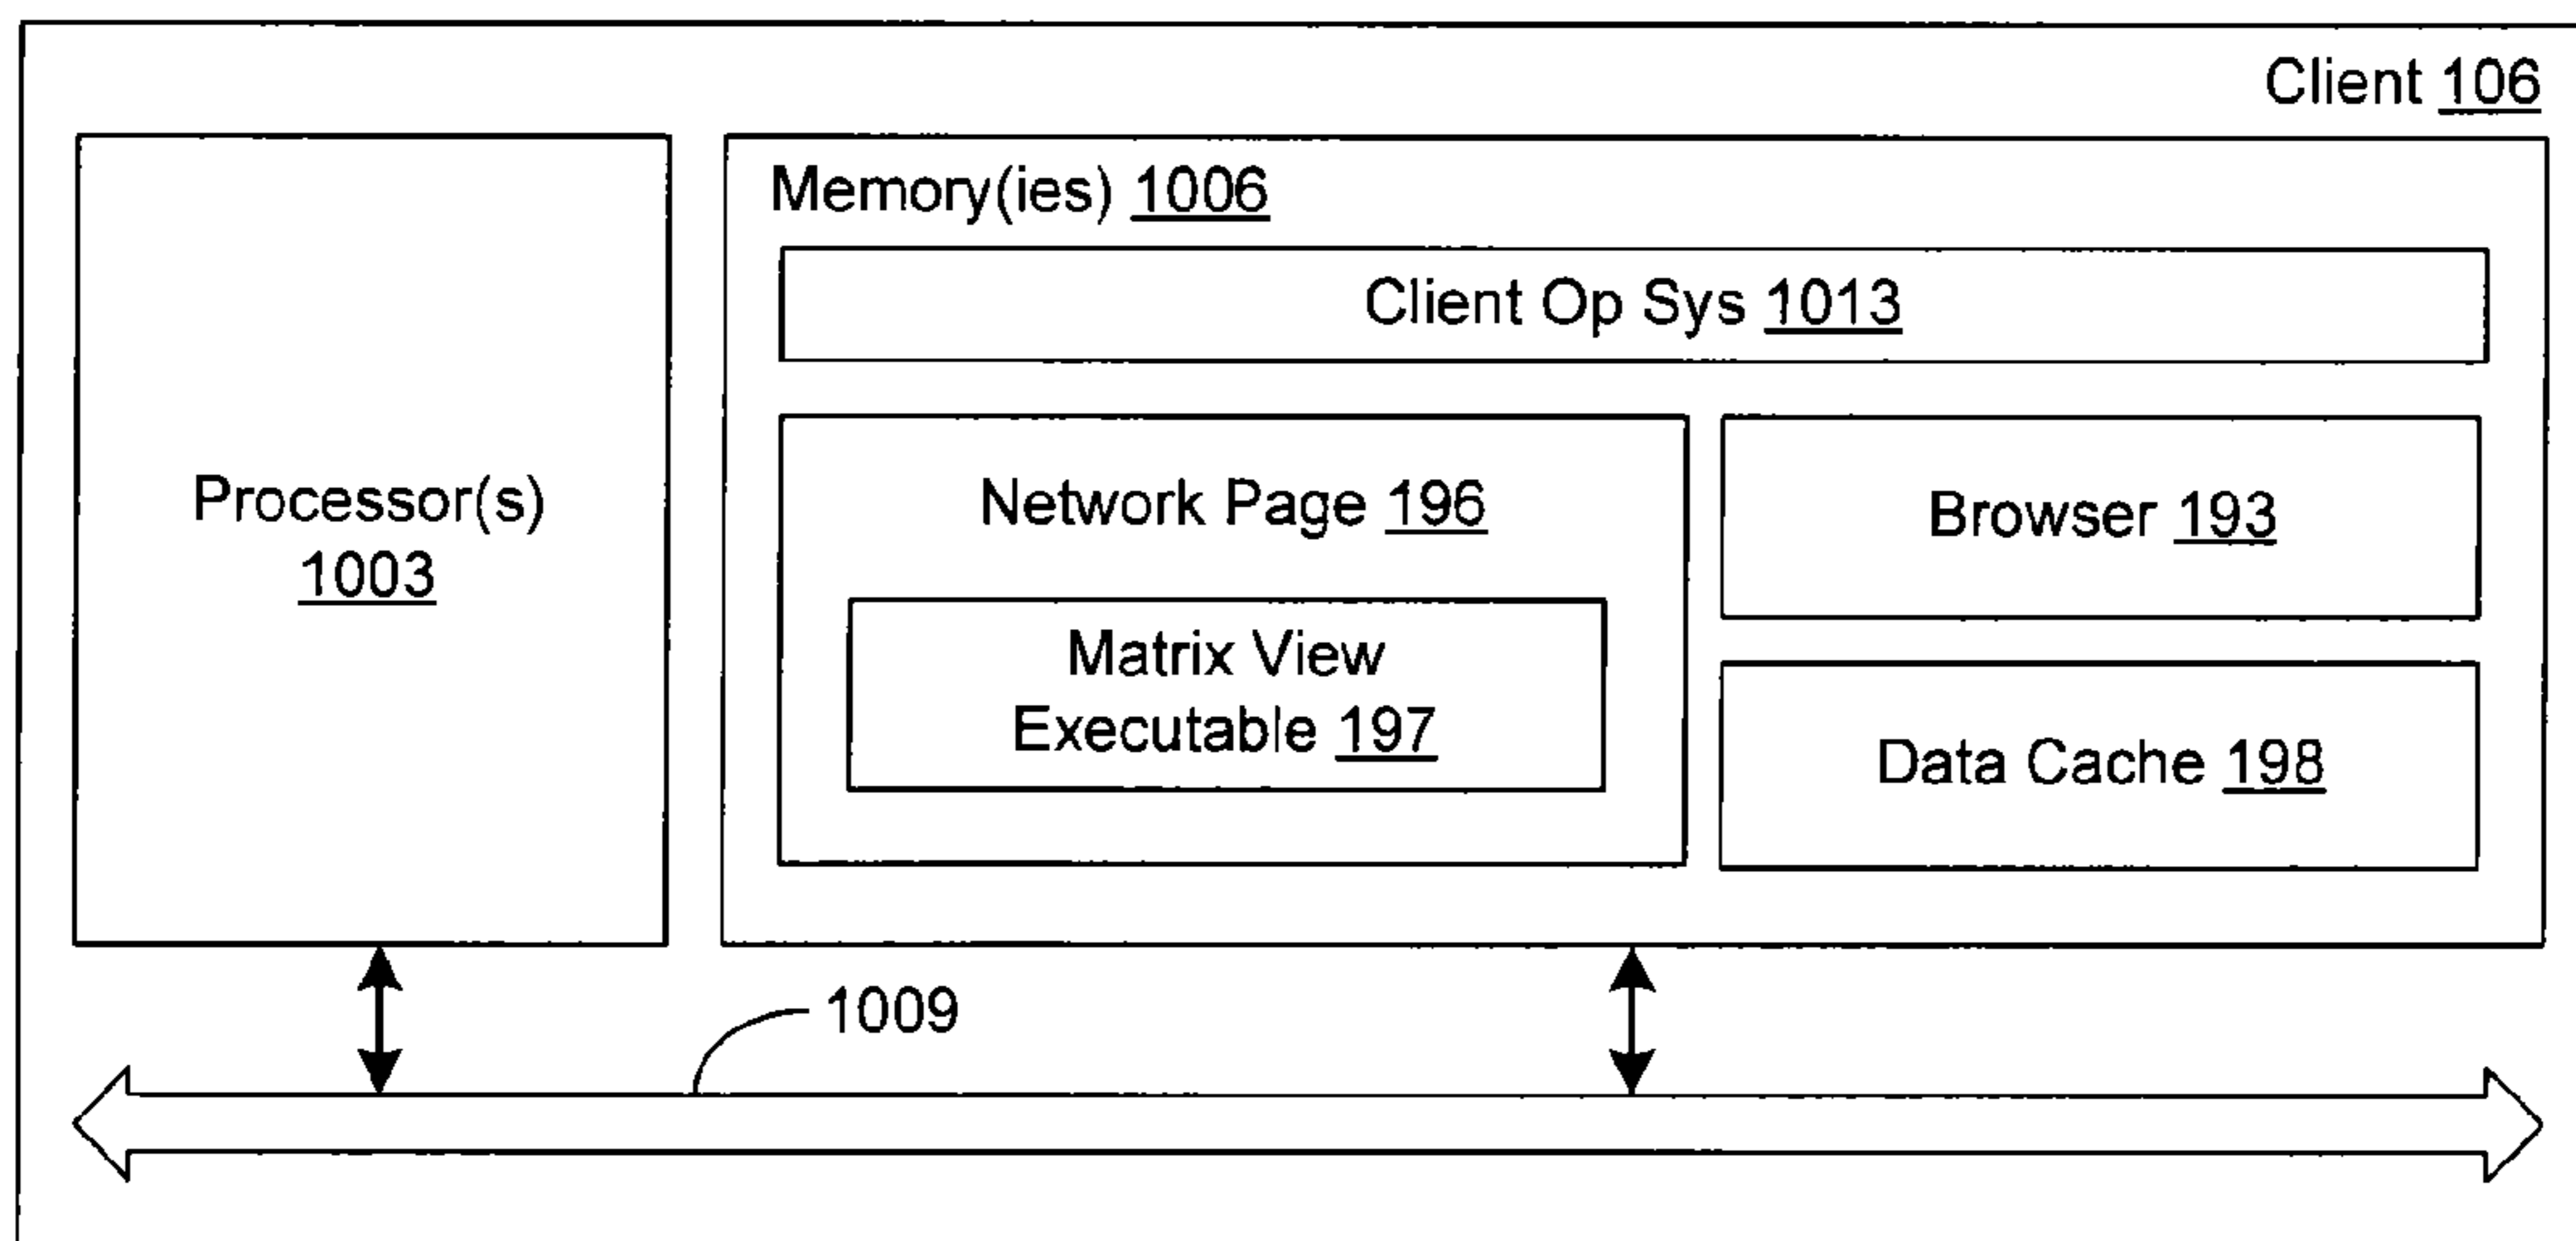 Client 106
Memory(ies) 1006
Client Op Sys 1013
Processor(s)
1003
Network Page 196
Matrix View
Executable 197
Browser 193
Data Cache 198
1009